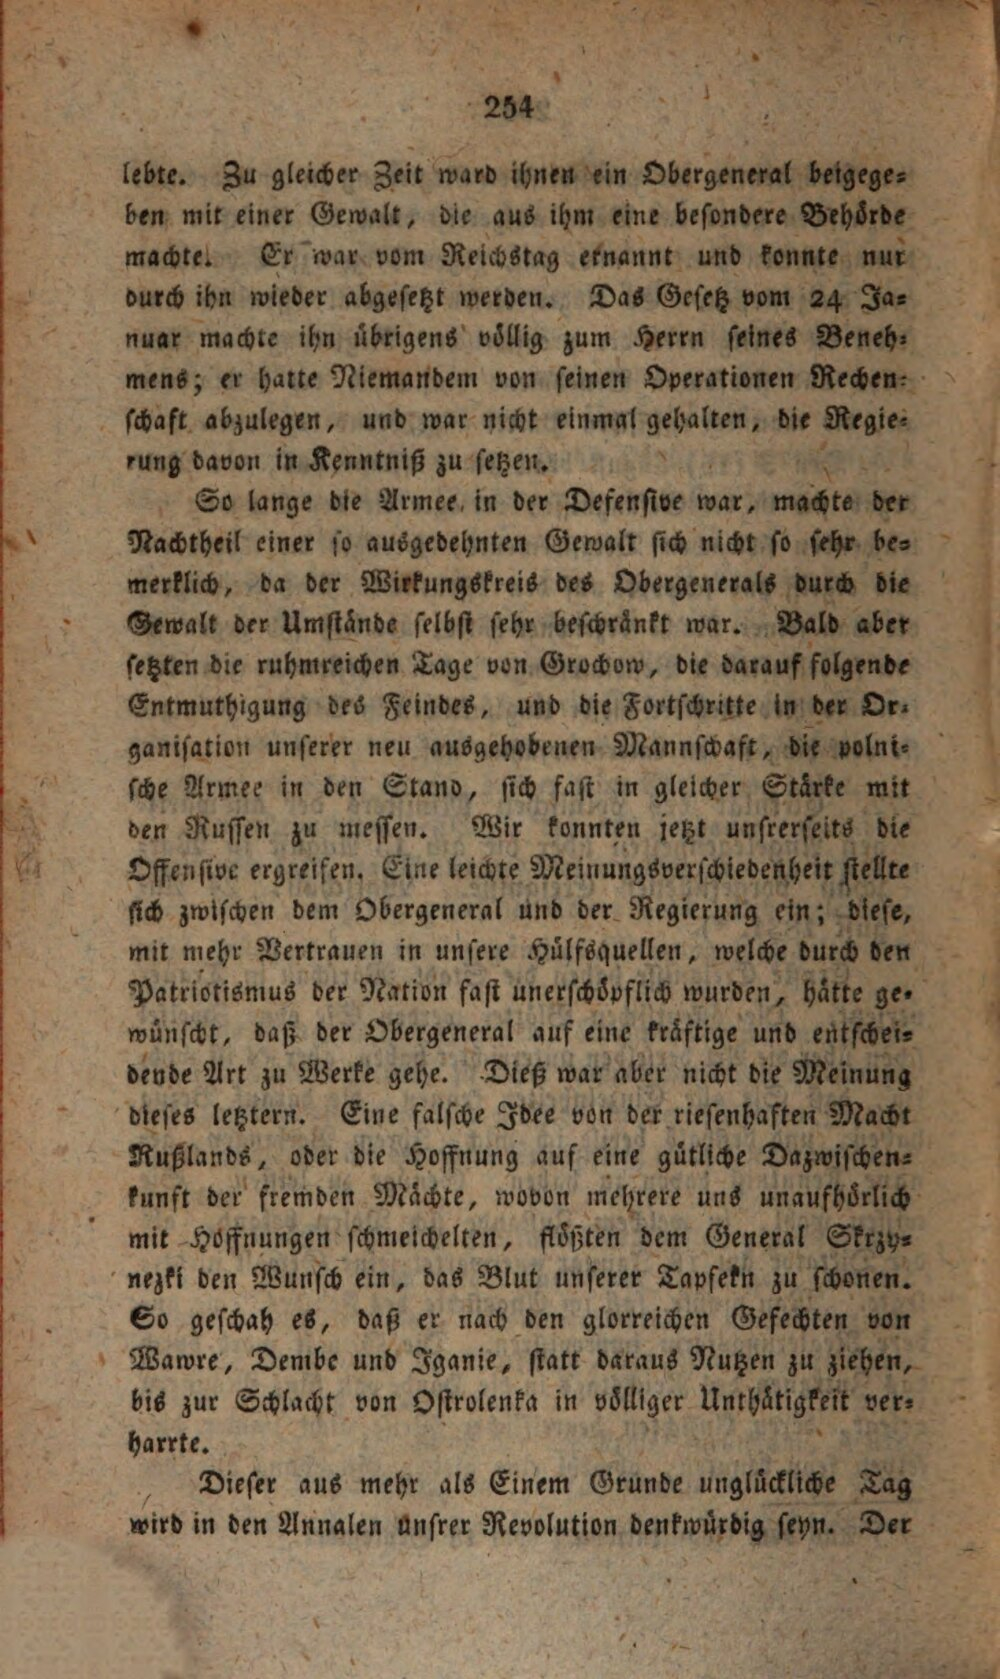 254
lebte. Zu gleicher Zeit ward ihnen ein Obergeneral beigege=
ben mit einer Gewalt, die aus ihm eine besondere Behörde
machte. Er war vom Reichstag ernannt und konnte nur
durch ihn wieder abgesetzt werden. Das Gesetz vom 24 Ja=
nuar machte ihn übrigens völlig zum Herrn seines Beneh=
mens; er hatte Niemandem von seinen Operationen Rechen=
schaft abzulegen, und war nicht einmal gehalten, die Regie=
rung davon in Kenntniß zu setzen.
So lange die Armee in der Defensive war, machte der
Nachtheil einer so ausgedehnten Gewalt sich nicht so sehr be=
merklich, da der Wirkungskreis des Obergenerals durch die
Gewalt der Umstände selbst sehr beschränkt war. Bald aber
setzten die ruhmreichen Tage von Grochow, die darauf folgende
Entmuthigung des Feindes, und die Fortschritte in der Or=
ganisation unserer neu ausgehobenen Mannschaft, die polni=
sche Armee in den Stand, sich fast in gleicher Stärke mit
den Russen zu messen. Wir konnten jetzt unsrerseits die
Offensive ergreifen. Eine leichte Meinungsverschiedenheit stellte
sich zwischen dem Obergeneral und der Regierung ein; diese,
mit mehr Vertrauen in unsere Hülfsquellen, welche durch den
Patriotismus der Nation fast unerschöpflich wurden, hätte ge=
wünscht, daß der Obergeneral auf eine kräftige und entschei=
dende Art zu Werke gehe. Dieß war aber nicht die Meinung
dieses letztern. Eine falsche Idee von der riesenhaften Macht
Rußlands, oder die Hoffnung auf eine gütliche Dazwischen=
kunft der fremden Mächte, wovon mehrere uns unaufhörlich
mit Hoffnungen schmeichelten, flößten dem General Skrzy=
nezki den Wunsch ein, das Blut unserer Tapfern zu schonen.
So geschah es, daß er nach den glorreichen Gefechten von
Wawre, Dembe und Iganie, statt daraus Nutzen zu ziehen,
bis zur Schlacht von Ostrolenka in völliger Unthätigkeit ver=
harrte.
Dieser aus mehr als Einem Grunde unglückliche Tag
wird in den Annalen unsrer Revolution denkwürdig seyn. Der